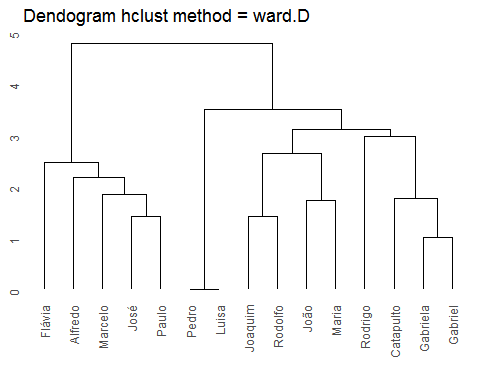 Dendogram hclust method = ward.D
5
4
3
2
1
0
Flávia
Alfredo
Marcelo
José
Paulo
Pedro
Luisa
Joaquim
Rodolfo
João
Maria
Rodrigo
Catapulto
Gabriela
Gabriel